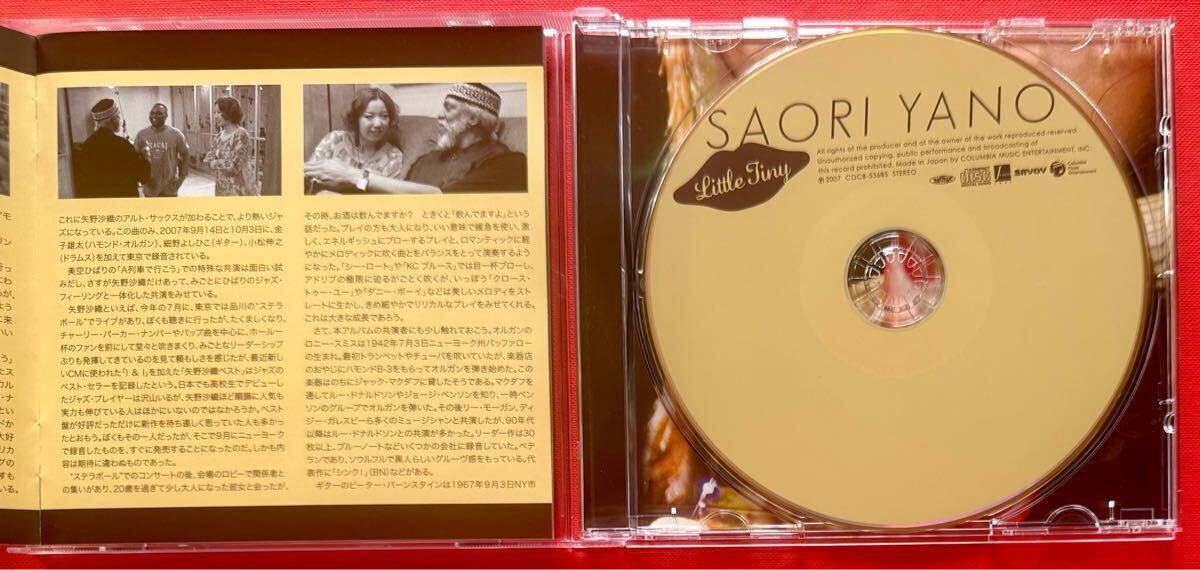 これに矢野沙織のアルト・サックスが加わることで、より熱いジャ
ズになっている。この曲のみ、2007年9月14日と10月3日に、金
子雄太(ハモンド・オルガン)、細野よしひこ(ギター)、小松伸之
(ドラムス)を加えて東京で録音されている。
美空ひばりの「A列車で行こう」での特殊な共演は面白い試
みだし、さすが矢野沙織だけあって、みごとにひばりのジャズ・
フィーリングと一体化した共演をみせている。
矢野沙織といえば、今年の7月に、東京では品川の"ステラ
ボール"でライブがあり、ぼくも聴きに行ったが、たくましくなり、
チャーリー・パーカー・ナンバーやバップ曲を中心に、ホール一
杯のファンを前にして堂々と吹きまくり、みごとなリーダーシップ
ぶりも発揮してきているのを見て頼もしさを感じたが、最近新し
いCMに使われた「I & I」を加えた「矢野沙織ベスト」はジャズの
ベスト・セラーを記録したという。日本でも高校生でデビューし
たジャズ・プレイヤーは沢山いるが、矢野沙織ほど順調に人気も
実力も伸びている人はほかにいないのではなかろうか。ベスト
盤が好評だっただけに新作を待ち遠しく思っていた人も多かっ
たとおもう。ぼくもその一人だったが、そこで9月にニューヨーク
で録音したものを、すぐに発売することになったのだ。しかも内
容は期待に違わぬものであった。
"ステラボール"でのコンサートの後、会場のロビーで関係者と
の集いがあり、20歳を過ぎて少し大人になった彼女と会ったが、
その時、お酒は飲んでますか? ときくと「飲んでますよ」という
話だった。プレイの方も大人になり、いい意味で緩急を使い、激
しく、エネルギッシュにブローするプレイと、ロマンティックに軽
やかにメロディックに吹く曲とをバランスをとって演奏するよう
になった。「シー・ロート」や「KC ブルース」では目一杯ブローし、
アドリブの極限に迫るがごとく吹くが、いっぽう「クロース・
トゥー・ユー」や「ダニー・ボーイ」などは美しいメロディをスト
レートに生かし、きめ細やかでリリカルなプレイをみせてくれる。
これは大きな成長であろう。
さて、本アルバムの共演者にも少し触れておこう。オルガンの
ロニー・スミスは1942年7月3日ニューヨーク州バッファロー
の生まれ。最初トランペットやチューバを吹いていたが、楽器店
のおやじにハモンドB-3をもらってオルガンを弾き始めた。この
楽器はのちにジャック・マクダフに貸したそうである。マクダフを
通してルー・ドナルドソンやジョージ・ベンソンを知り、一時ベン
ソンのグループでオルガンを弾いた。その後リー・モーガン、ディ
ジー・ガレスピーら多くのミュージシャンと共演したが、90年代
以降はルー・ドナルドソンとの共演が多かった。リーダー作は30
枚以上、ブルーノートなどいくつかの会社に録音していた。ベテ
ランであり、ソウルフルで黒人らしいグルーヴ感をもっている。代
表作に「シンク!」(BN)などがある。
ギターのピーター・バーンスタインは1967年9月3日NY市
SAORI YANO
Little Tiny
All rights of the producer and of the owner of the work reproduced reserved.
Unauthorized copying, public performance and broadcasting of
this record prohibited. Made in Japan by COLUMBIA MUSIC ENTERTAINMENT, INC.
℗ 2007 COCB-53685 STEREO
SAVOY Columbia Music Entertainment